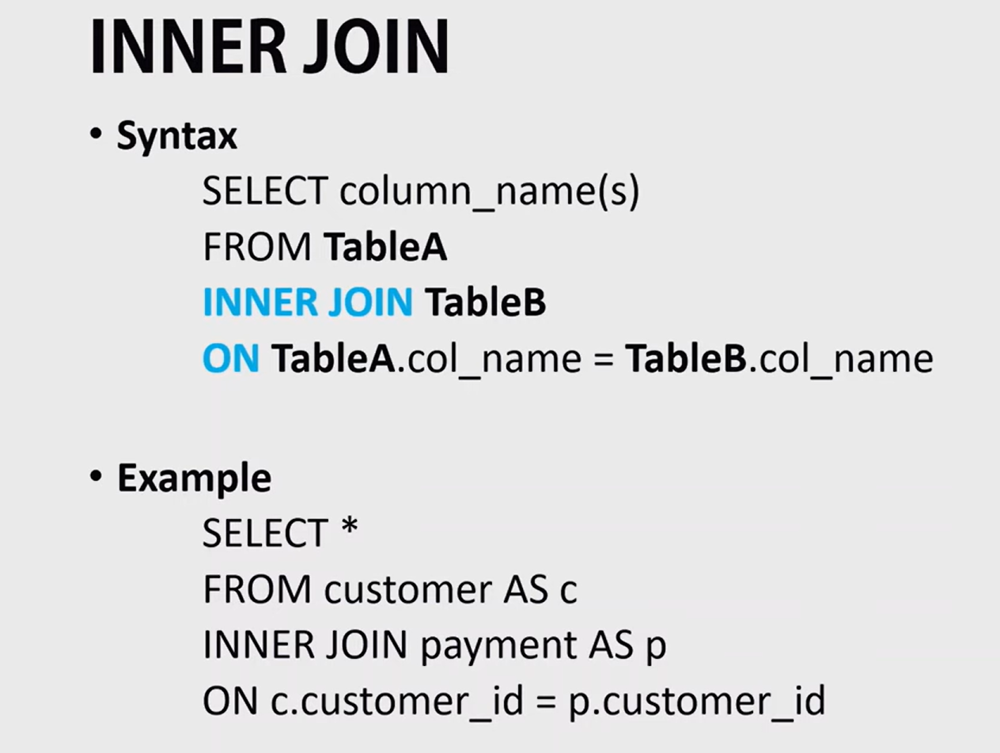 INNER JOIN
• Syntax
SELECT column_name(s)
FROM TableA
INNER JOIN TableB
ON TableA.col_name = TableB.col_name
• Example
SELECT *
FROM customer AS c
INNER JOIN payment AS p
ON c.customer_id = p.customer_id